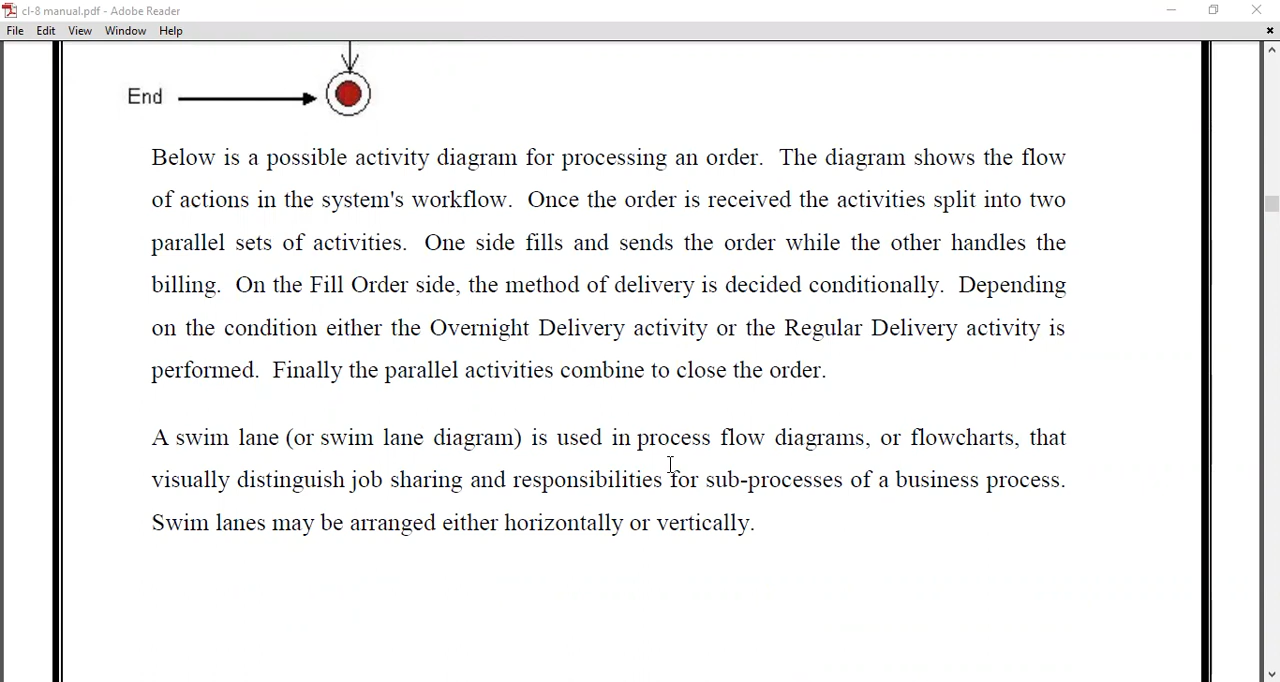 cl-8 manual.pdf - Adobe Reader
File Edit View Window Help
End
Below is a possible activity diagram for processing an order. The diagram shows the flow
of actions in the system's workflow. Once the order is received the activities split into two
parallel sets of activities. One side fills and sends the order while the other handles the
billing. On the Fill Order side, the method of delivery is decided conditionally. Depending
on the condition either the Overnight Delivery activity or the Regular Delivery activity is
performed. Finally the parallel activities combine to close the order.
A swim lane (or swim lane diagram) is used in process flow diagrams, or flowcharts, that
visually distinguish job sharing and responsibilities for sub-processes of a business process.
Swim lanes may be arranged either horizontally or vertically.